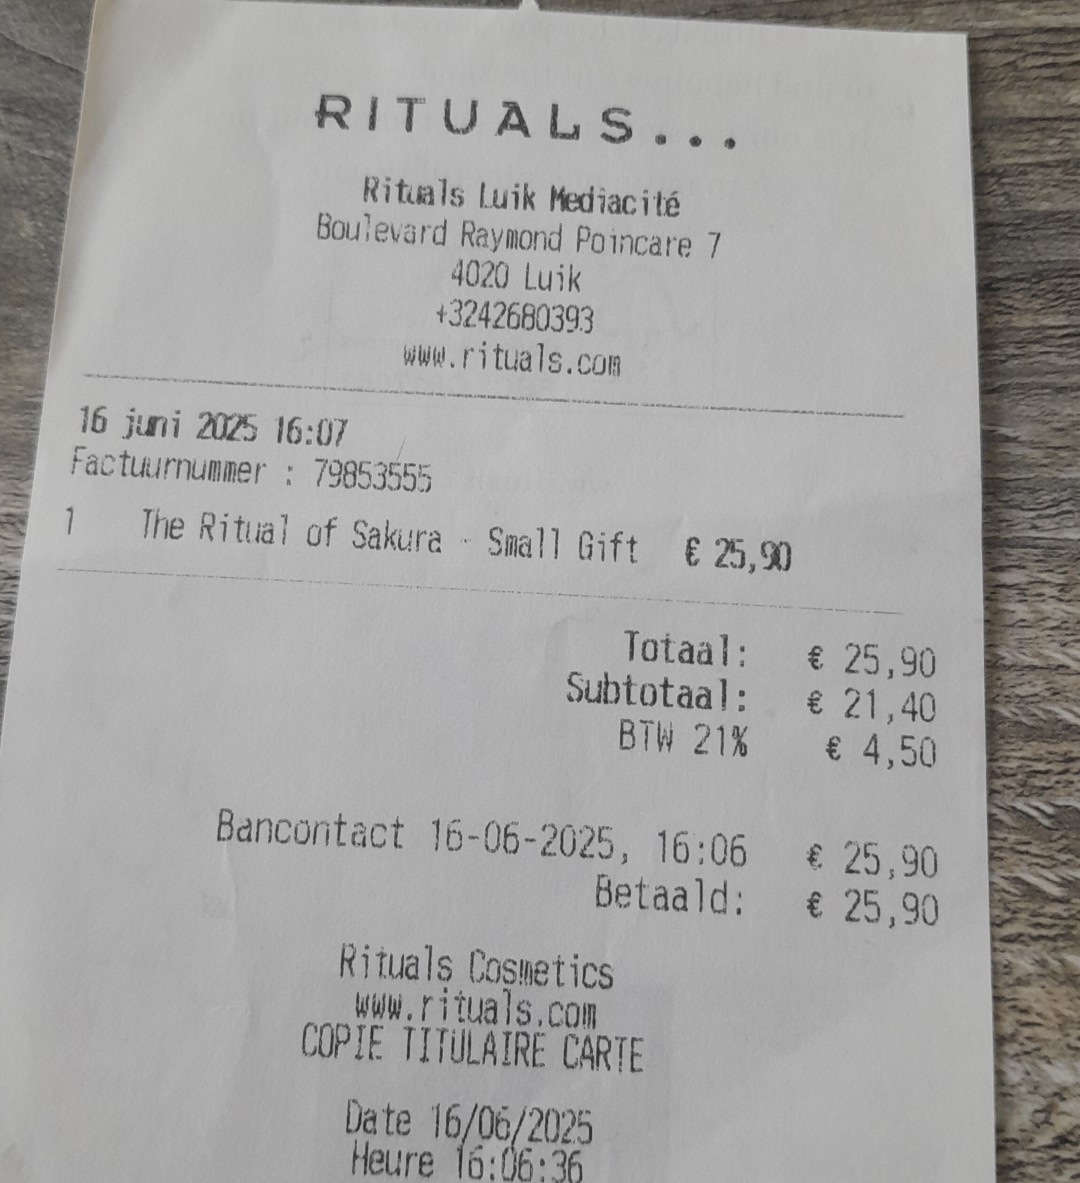 RITUALS...
Rituals Luik Mediacité
Boulevard Raymond Poincare 7
4020 Luik
+3242680393
www.rituals.com
16 juni 2025 16:07
Factuurnummer : 79853555
1 The Ritual of Sakura - Small Gift € 25,90
Totaal: € 25,90
Subtotaal: € 21,40
BTW 21% € 4,50
Bancontact 16-06-2025, 16:06 € 25,90
Betaald: € 25,90
Rituals Cosmetics
www.rituals.com
COPIE TITULAIRE CARTE
Date 16/06/2025
Heure 16:06:36